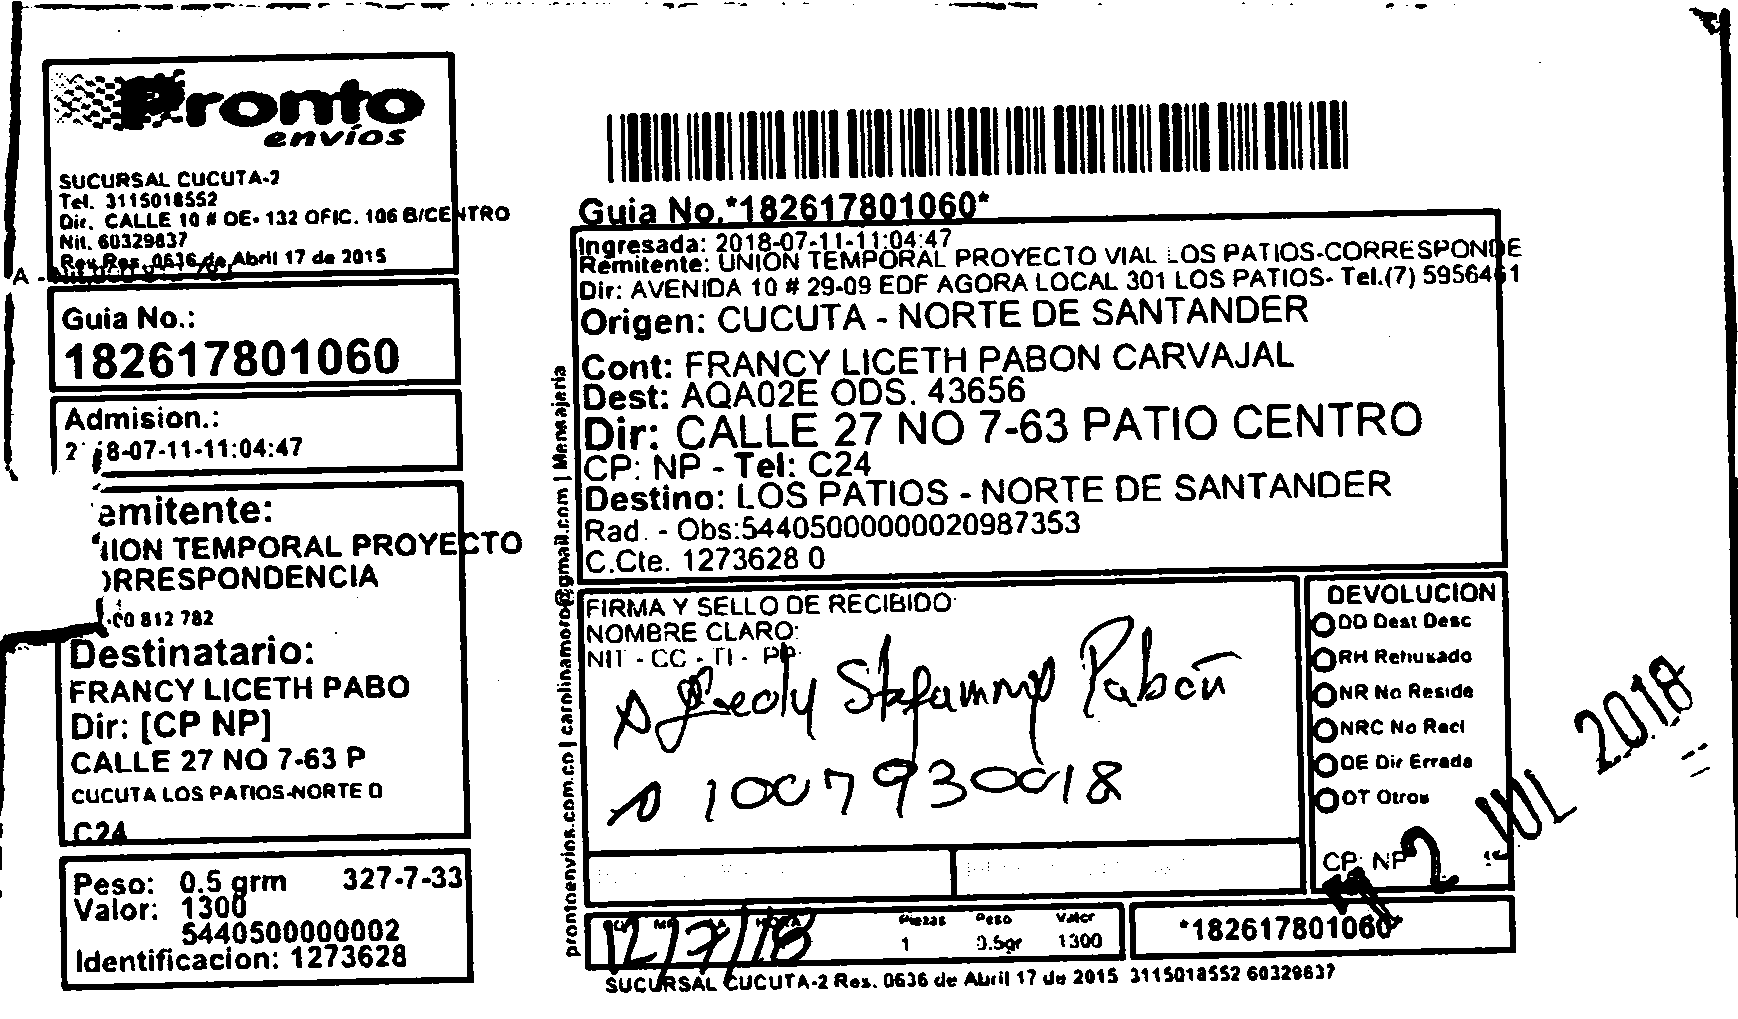 Pronto
envíos
SUCURSAL CUCUTA-2
Tel. 3115018552
Dir. CALLE 10 # OE- 132 OFIC. 106 B/CENTRO
Nit. 60329837
Rev Res. 0636 de Abril 17 de 2015
Guia No.:
182617801060
Admision.:
8-07-11-11:04:47
emitente:
ION TEMPORAL PROYECTO
ORRESPONDENCIA
812 782
Destinatario:
FRANCY LICETH PABO
Dir: [CP NP]
CALLE 27 NO 7-63 P
CUCUTA LOS PATIOS-NORTE D
C24
Peso: 0.5 grm 327-7-33
Valor: 1300
5440500000002
Identificacion: 1273628
prontoenvios.com.co | carolinamoro@gmail.com | Mensajeria
Guia No.*182617801060*
Ingresada: 2018-07-11-11:04:47
Remitente: UNION TEMPORAL PROYECTO VIAL LOS PATIOS-CORRESPONDE
Dir: AVENIDA 10 # 29-09 EDF AGORA LOCAL 301 LOS PATIOS- Tel.(7) 5956461
Origen: CUCUTA - NORTE DE SANTANDER
Cont: FRANCY LICETH PABON CARVAJAL
Dest: AQA02E ODS. 43656
Dir: CALLE 27 NO 7-63 PATIO CENTRO
CP: NP - Tel: C24
Destino: LOS PATIOS - NORTE DE SANTANDER
Rad. - Obs:54405000000020987353
C.Cte. 1273628 0
FIRMA Y SELLO DE RECIBIDO
NOMBRE CLARO:
NIT - CC - TI - PP
Pabon
1007930018
DEVOLUCION
DD Dest Desc
RH Rehusado
NR No Reside
NRC No Recl
DE Dir Errada
OT Otros
CP: NP
12 JUL 2018
12/7/18
Piezas Peso Valor
1 0.5gr 1300
*182617801060*
SUCURSAL CUCUTA-2 Res. 0636 de Abril 17 de 2015 3115018552 60329837